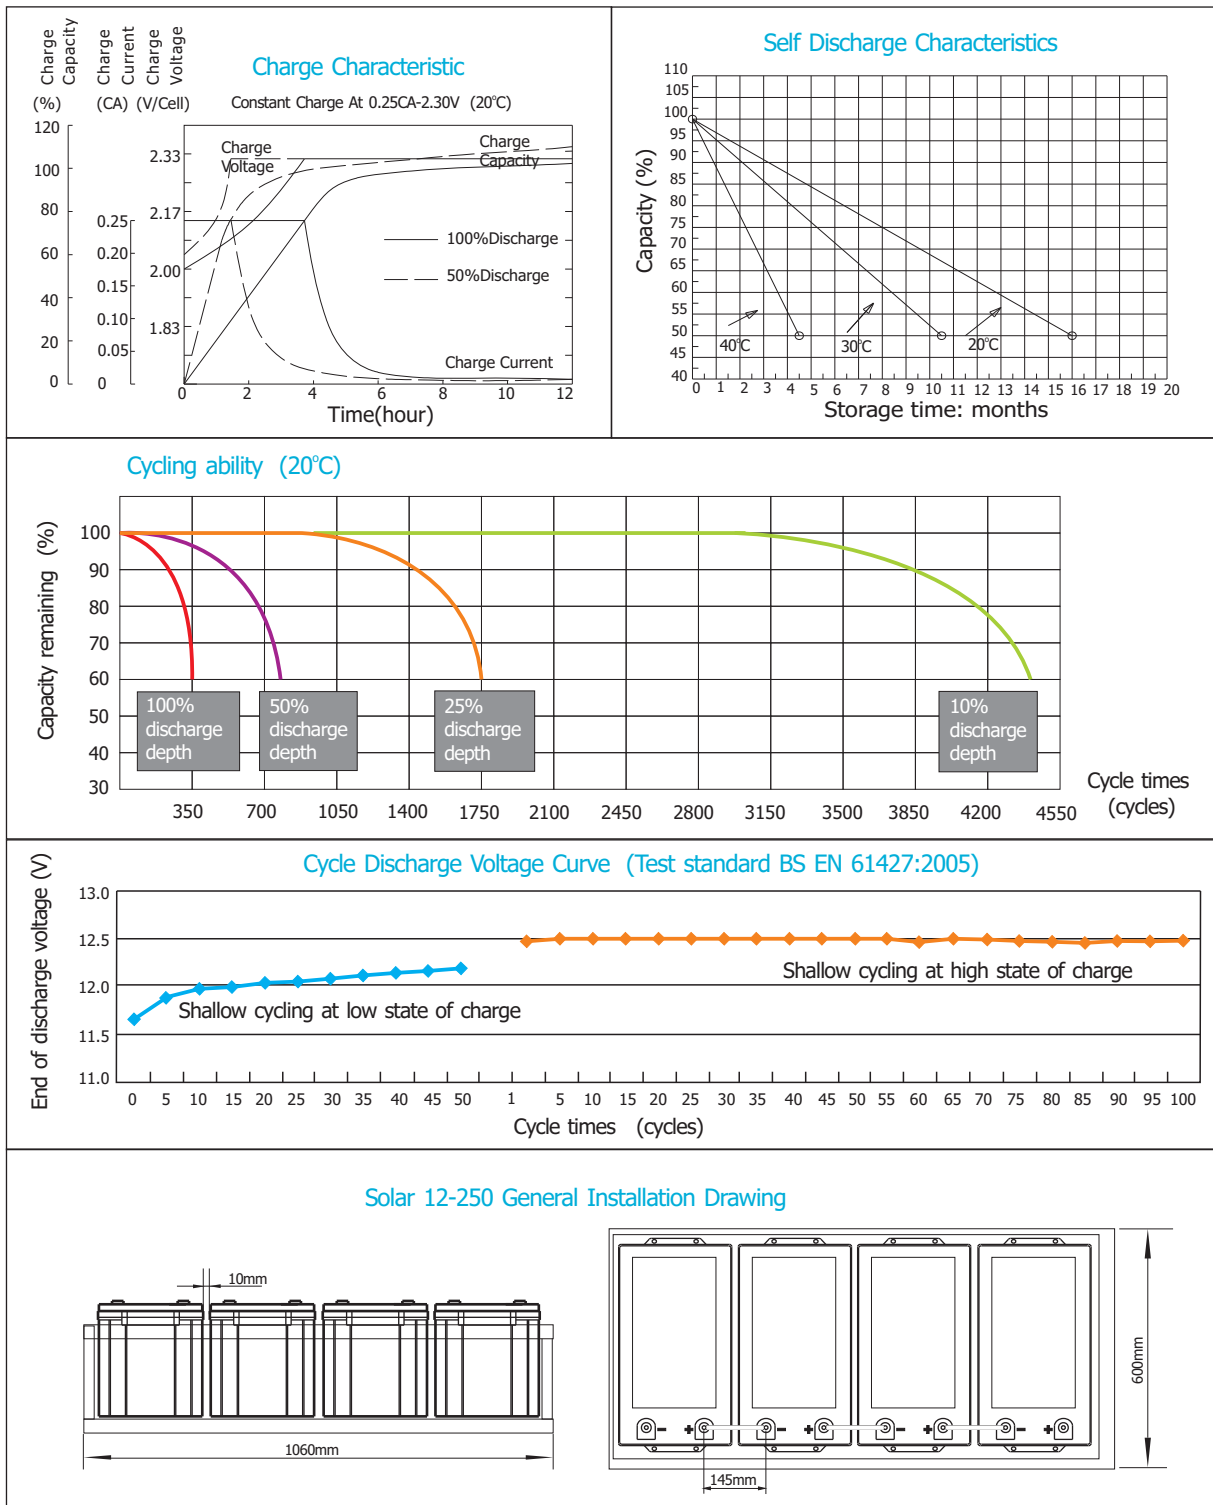 Charge
Capacity
Charge
Current
Charge
Voltage
Charge Characteristic
(%)
(CA)
(V/Cell)
Constant Charge At 0.25CA-2.30V (20°C)
120
100
80
60
40
20
0
0.25
0.20
0.15
0.10
0.05
0
2.33
2.17
2.00
1.83
Charge
Voltage
Charge
Capacity
100%Discharge
50%Discharge
Charge Current
0 2 4 6 8 10 12
Time(hour)
Self Discharge Characteristics
Capacity (%)
110
105
100
95
90
85
80
75
70
65
60
55
50
45
40
40°C
30°C
20°C
0 1 2 3 4 5 6 7 8 9 10 11 12 13 14 15 16 17 18 19 20
Storage time: months
Cycling ability (20°C)
Capacity remaining (%)
100
90
80
70
60
50
40
30
100%
discharge
depth
50%
discharge
depth
25%
discharge
depth
10%
discharge
depth
350 700 1050 1400 1750 2100 2450 2800 3150 3500 3850 4200 4550
Cycle times
(cycles)
Cycle Discharge Voltage Curve (Test standard BS EN 61427:2005)
End of discharge voltage (V)
13.0
12.5
12.0
11.5
11.0
Shallow cycling at low state of charge
Shallow cycling at high state of charge
0 5 10 15 20 25 30 35 40 45 50 1 5 10 15 20 25 30 35 40 45 50 55 60 65 70 75 80 85 90 95 100
Cycle times (cycles)
Solar 12-250 General Installation Drawing
10mm
1060mm
600mm
- + - + - + - +
145mm